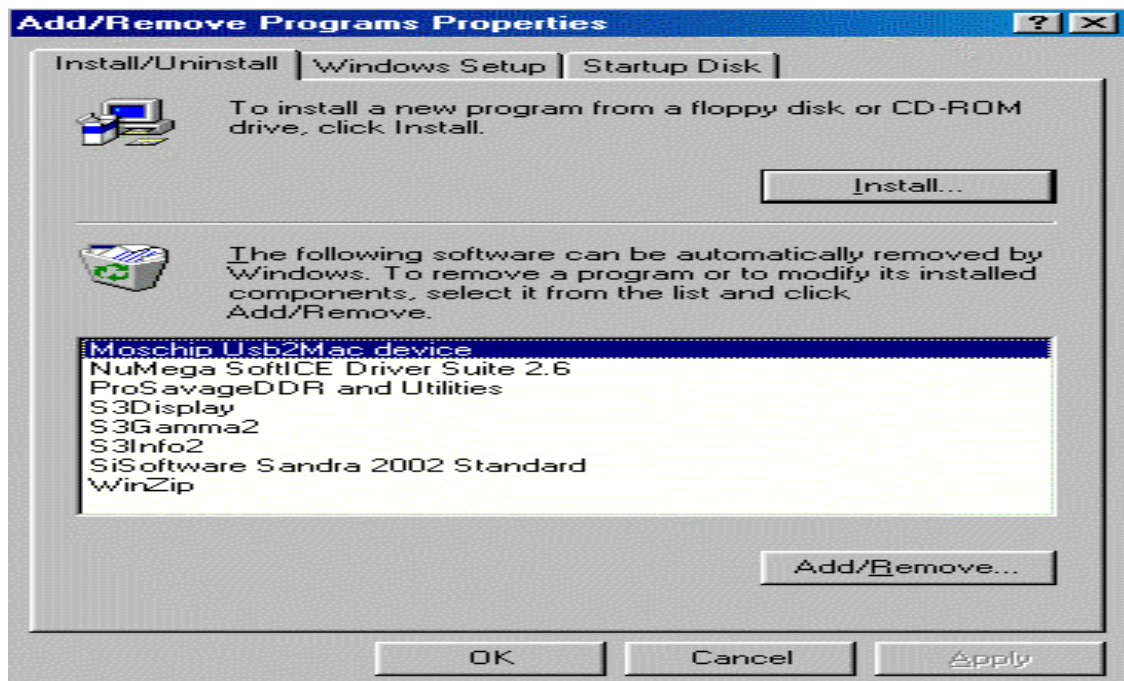 Add/Remove Programs Properties
Install/Uninstall
Windows Setup
Startup Disk
To install a new program from a floppy disk or CD-ROM
drive, click Install.
Install...
The following software can be automatically removed by
Windows. To remove a program or to modify its installed
components, select it from the list and click
Add/Remove.
Moschip Usb2Mac device
NuMega SoftICE Driver Suite 2.6
ProSavageDDR and Utilities
S3Display
S3Gamma2
S3Info2
SiSoftware Sandra 2002 Standard
WinZip
Add/Remove...
OK
Cancel
Apply